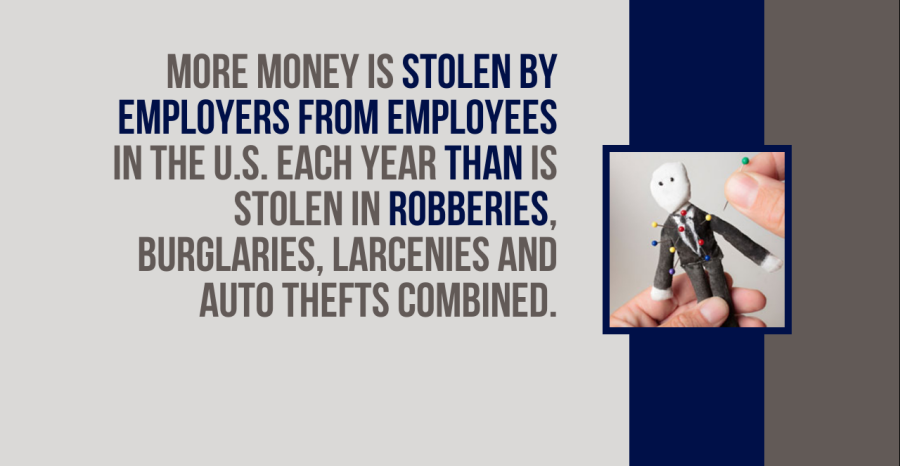 MORE MONEY IS STOLEN BY
EMPLOYERS FROM EMPLOYEES
IN THE U.S. EACH YEAR THAN IS
STOLEN IN ROBBERIES,
BURGLARIES, LARCENIES AND
AUTO THEFTS COMBINED.